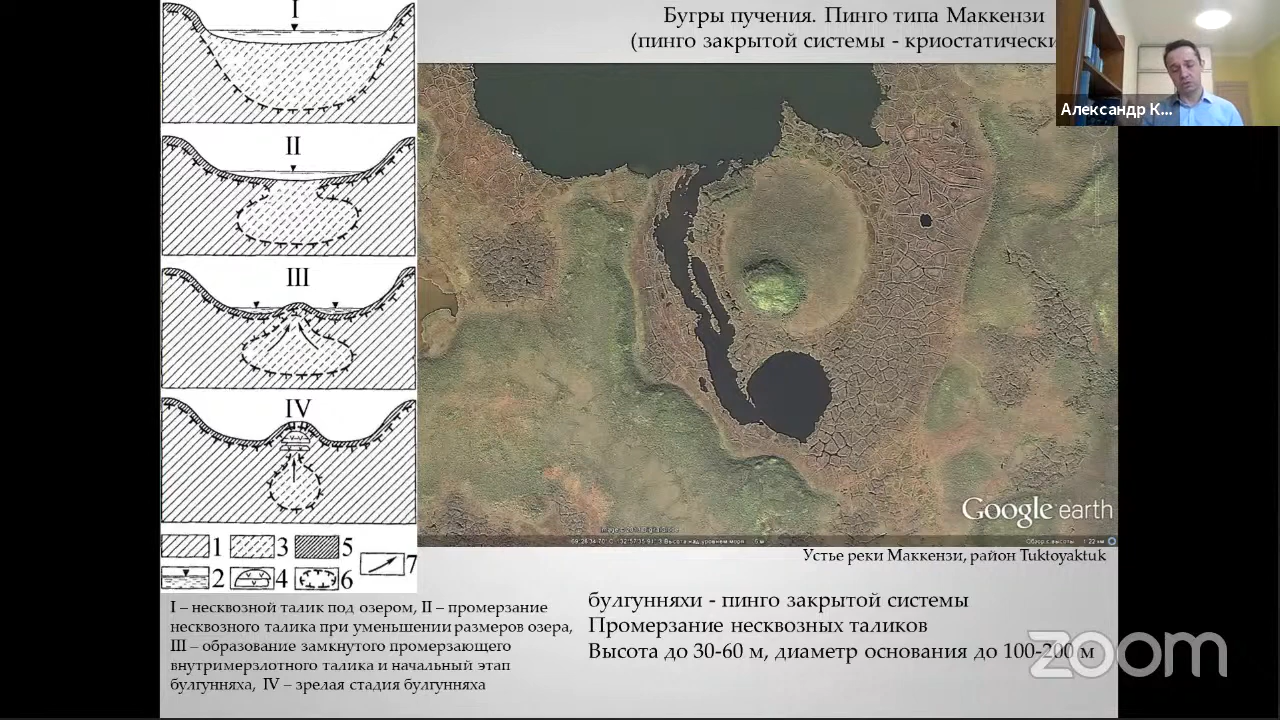 Бугры пучения. Пинго типа Маккензи
(пинго закрытой системы - криостатически
Александр К...
I
II
III
IV
1 3 5
2 4 6
7
Google earth
Устье реки Маккензи, район Tuktoyaktuk
I – несквозной талик под озером, II – промерзание
несквозного талика при уменьшении размеров озера,
III – образование замкнутого промерзающего
внутримерзлотного талика и начальный этап
булгунняха, IV – зрелая стадия булгунняха
булгунняхи - пинго закрытой системы
Промерзание несквозных таликов
Высота до 30-60 м, диаметр основания до 100-200 м
zoom